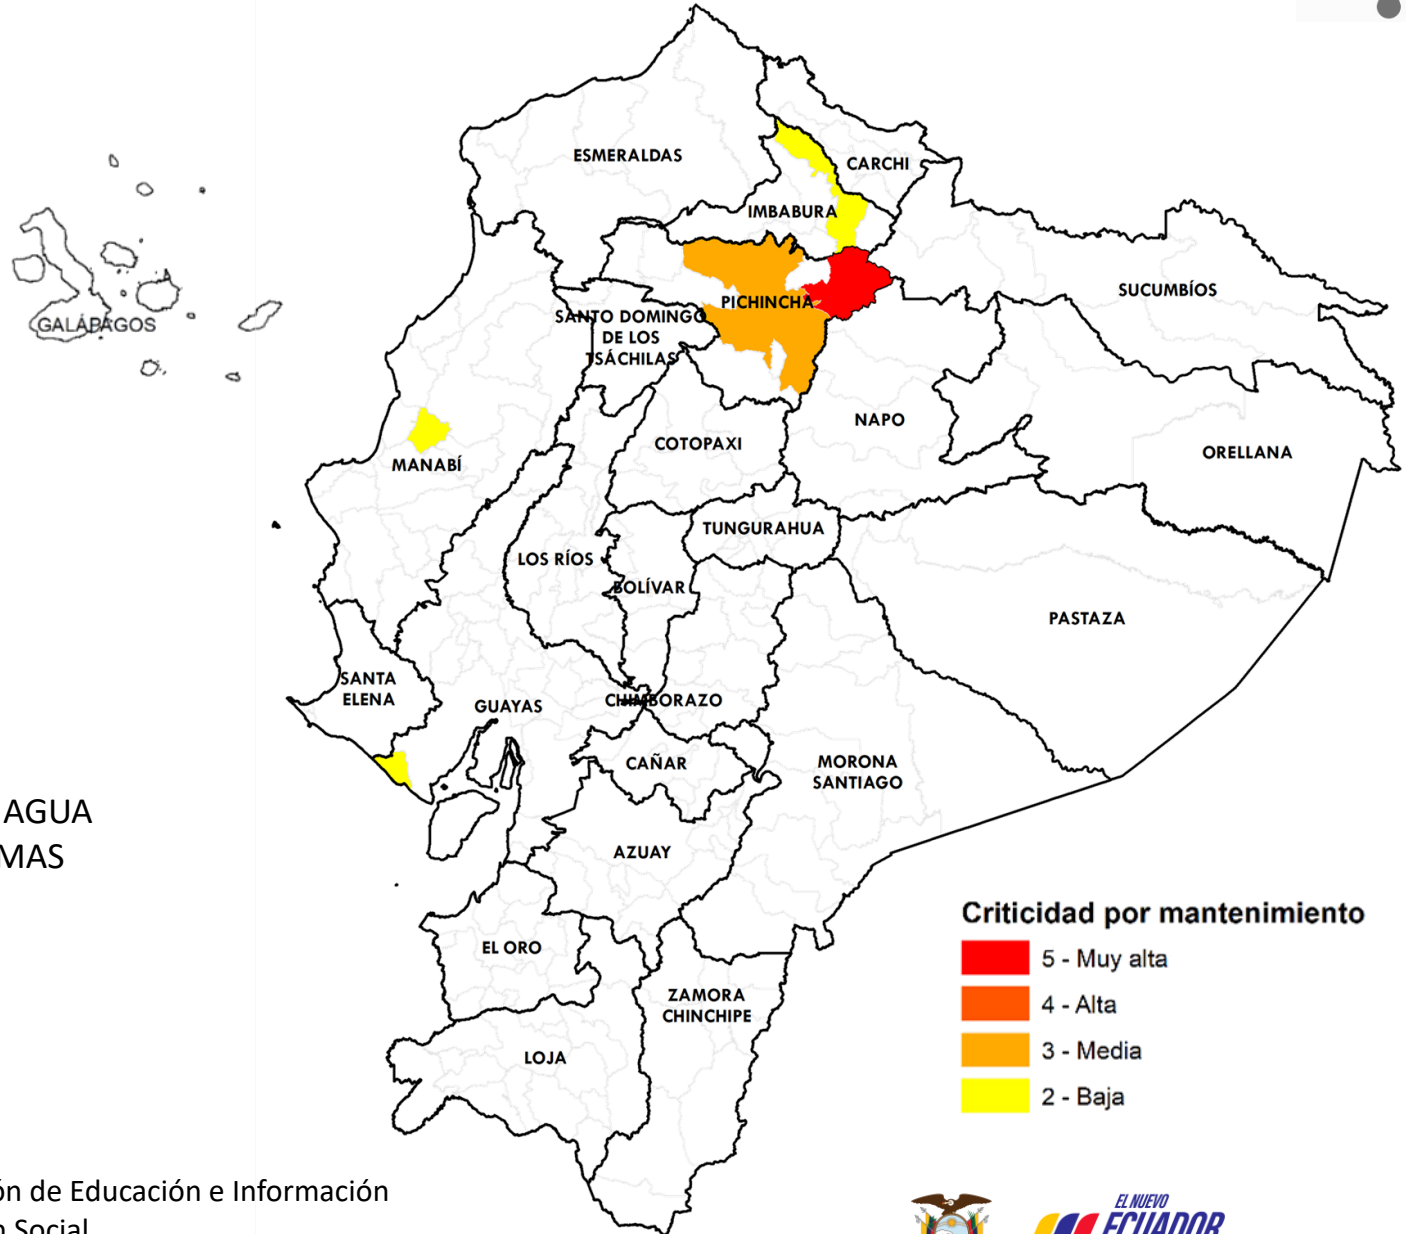 ESMERALDAS
CARCHI
IMBABURA
SUCUMBÍOS
PICHINCHA
GALÁPAGOS
SANTO DOMINGO
DE LOS
TSÁCHILAS
NAPO
COTOPAXI
ORELLANA
MANABÍ
TUNGURAHUA
LOS RÍOS
BOLÍVAR
PASTAZA
SANTA
ELENA
GUAYAS
CHIMBORAZO
CAÑAR
MORONA
SANTIAGO
AGUA
MAS
AZUAY
EL ORO
ZAMORA
CHINCHIPE
LOJA
Criticidad por mantenimiento
5 - Muy alta
4 - Alta
3 - Media
2 - Baja
ón de Educación e Información
n Social
EL NUEVO
ECUADOR